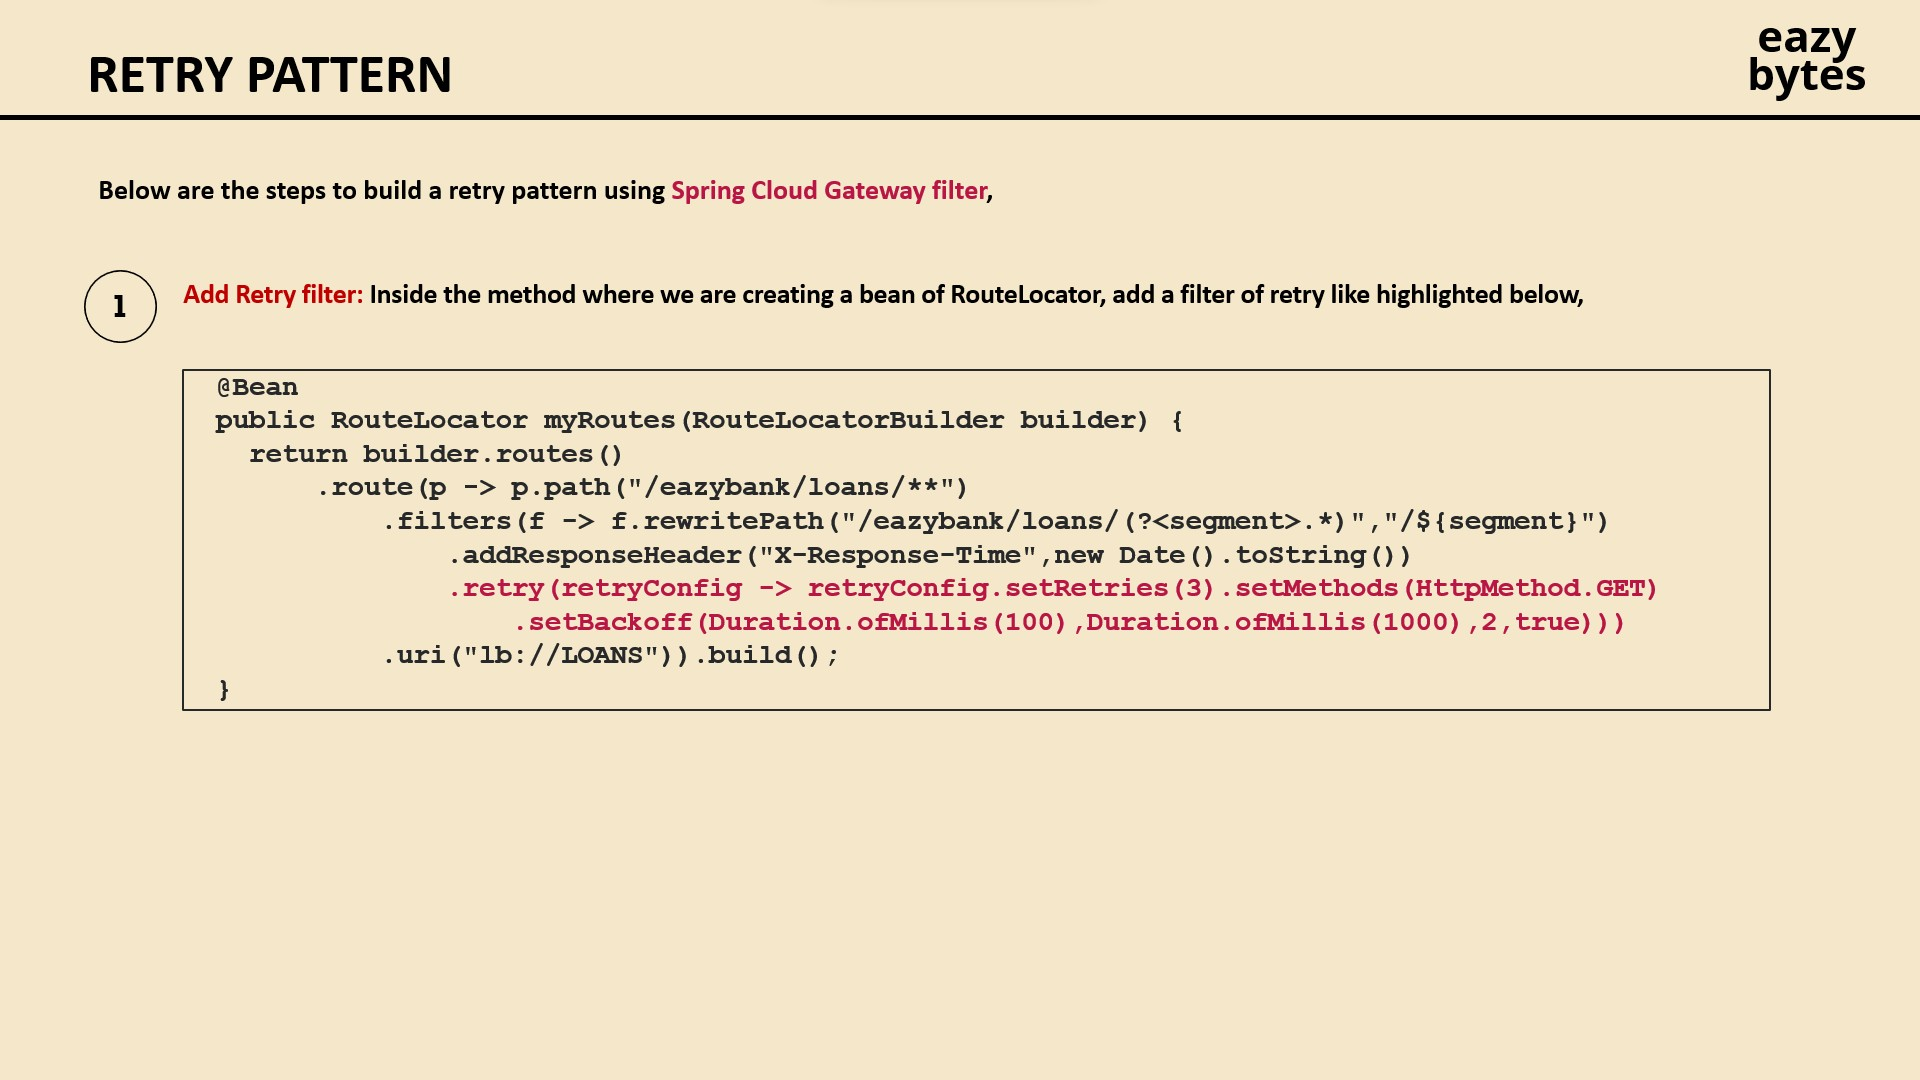 RETRY PATTERN
eazy
bytes
Below are the steps to build a retry pattern using Spring Cloud Gateway filter,
1
Add Retry filter: Inside the method where we are creating a bean of RouteLocator, add a filter of retry like highlighted below,
@Bean
public RouteLocator myRoutes(RouteLocatorBuilder builder) {
  return builder.routes()
      .route(p -> p.path("/eazybank/loans/**")
          .filters(f -> f.rewritePath("/eazybank/loans/(?<segment>.*)","/${segment}")
              .addResponseHeader("X-Response-Time",new Date().toString())
              .retry(retryConfig -> retryConfig.setRetries(3).setMethods(HttpMethod.GET)
                  .setBackoff(Duration.ofMillis(100),Duration.ofMillis(1000),2,true)))
          .uri("lb://LOANS")).build();
}